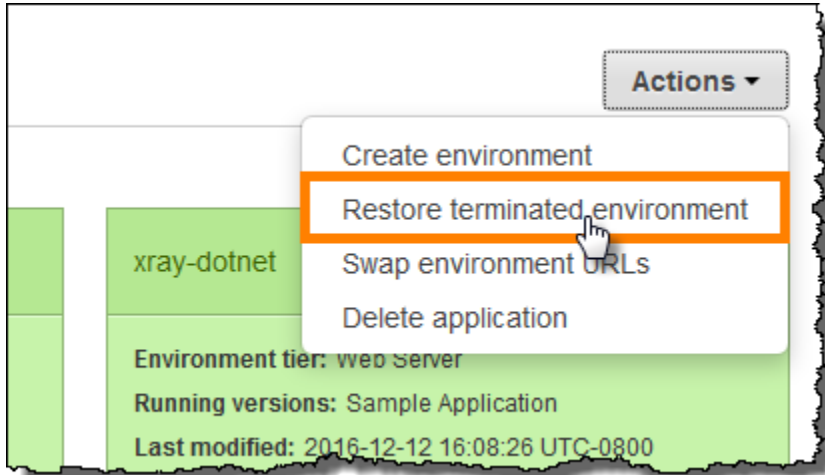 Actions
Create environment
Restore terminated environment
xray-dotnet
Swap environment URLs
Delete application
Environment tier: Web Server
Running versions: Sample Application
Last modified: 2016-12-12 16:08:26 UTC-0800